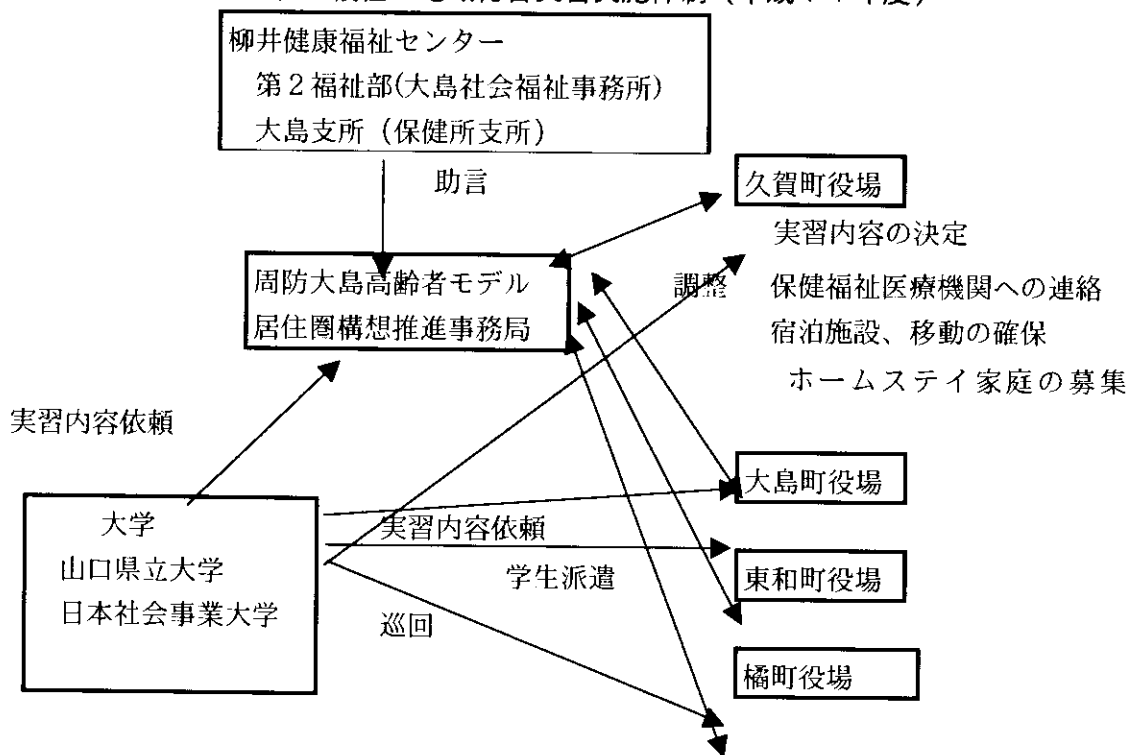 柳井健康福祉センター
第２福祉部(大島社会福祉事務所)
大島支所（保健所支所）
助言
久賀町役場
実習内容の決定
周防大島高齢者モデル
居住圏構想推進事務局
調整
保健福祉医療機関への連絡
宿泊施設、移動の確保
ホームステイ家庭の募集
実習内容依頼
大島町役場
大学
山口県立大学
日本社会事業大学
実習内容依頼
学生派遣
東和町役場
巡回
橘町役場